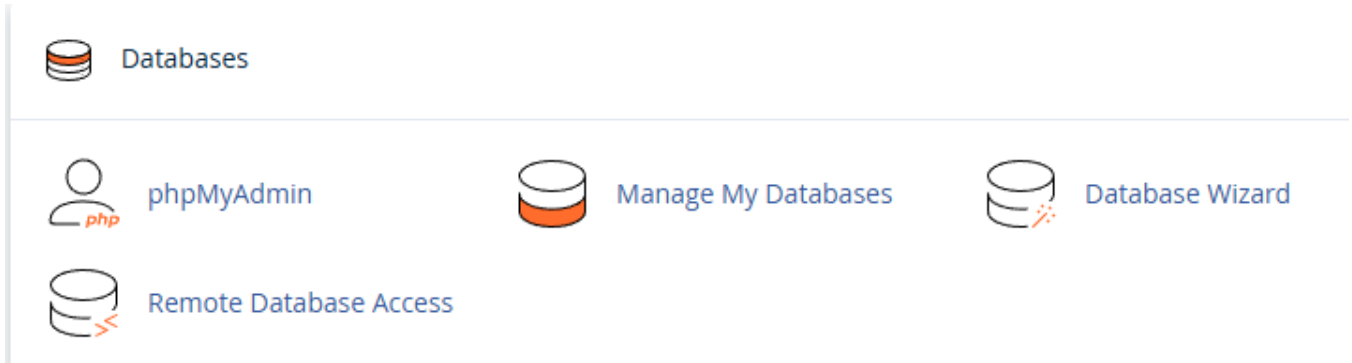 Databases
phpMyAdmin Manage My Databases Database Wizard
php
Remote Database Access